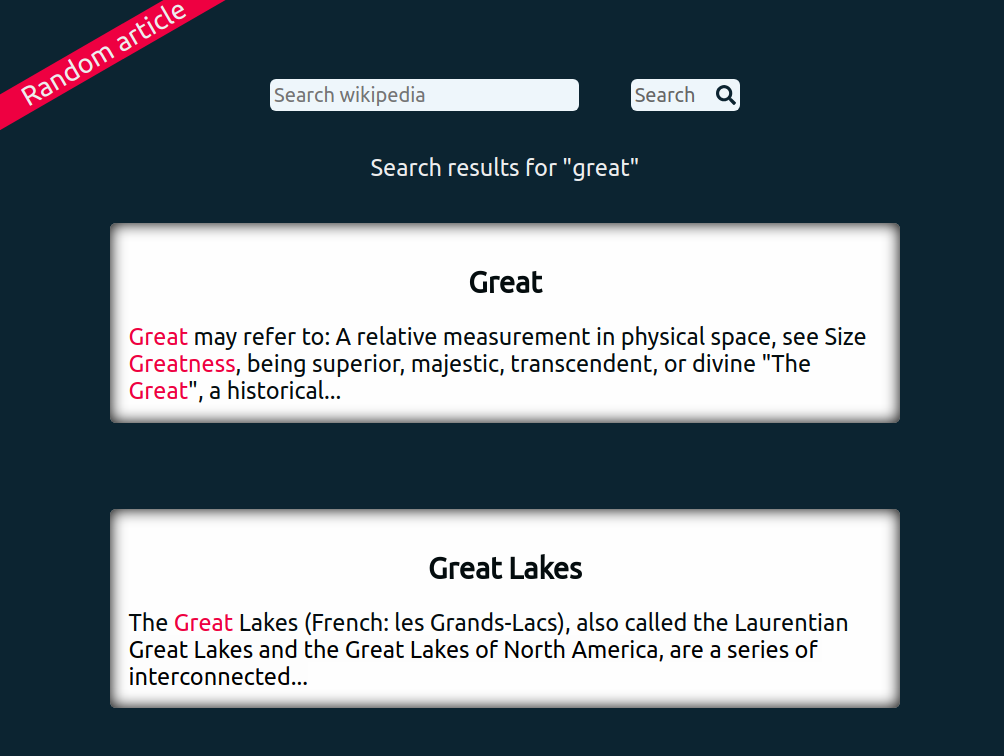 Random article
Search wikipedia
Search
Search results for "great"
Great
Great may refer to: A relative measurement in physical space, see Size
Greatness, being superior, majestic, transcendent, or divine "The
Great", a historical...
Great Lakes
The Great Lakes (French: les Grands-Lacs), also called the Laurentian
Great Lakes and the Great Lakes of North America, are a series of
interconnected...